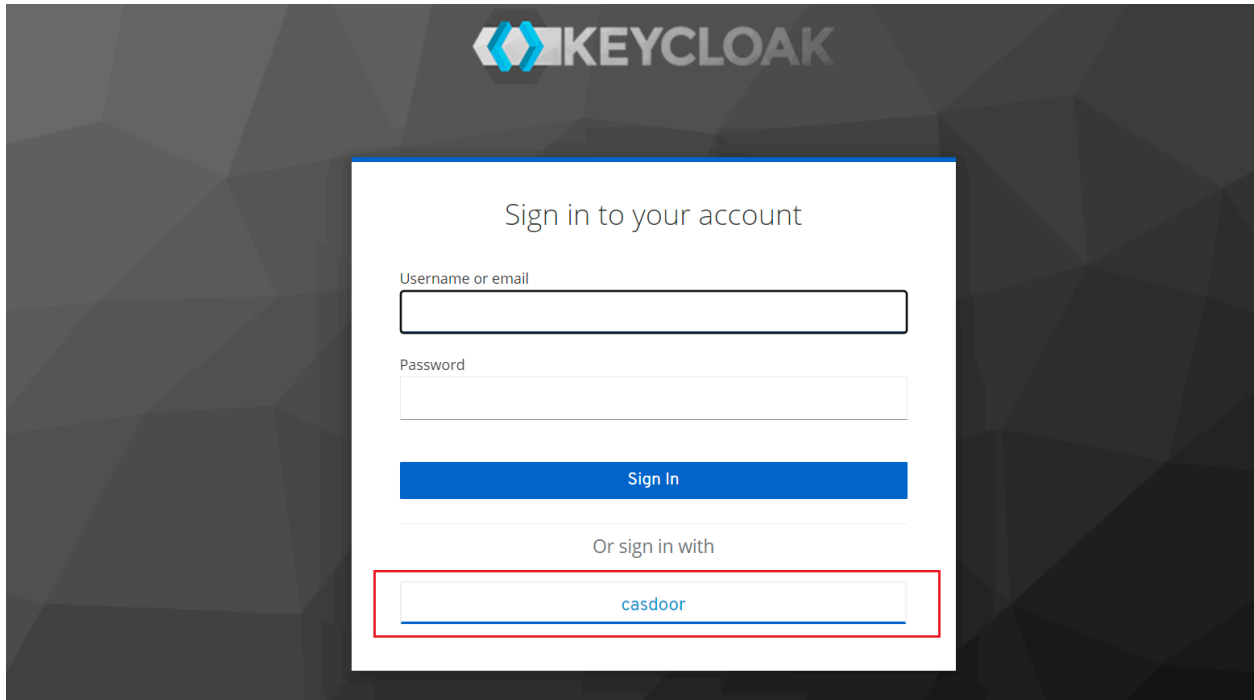 KEYCLOAK
Sign in to your account
Username or email
Password
Sign In
Or sign in with
casdoor